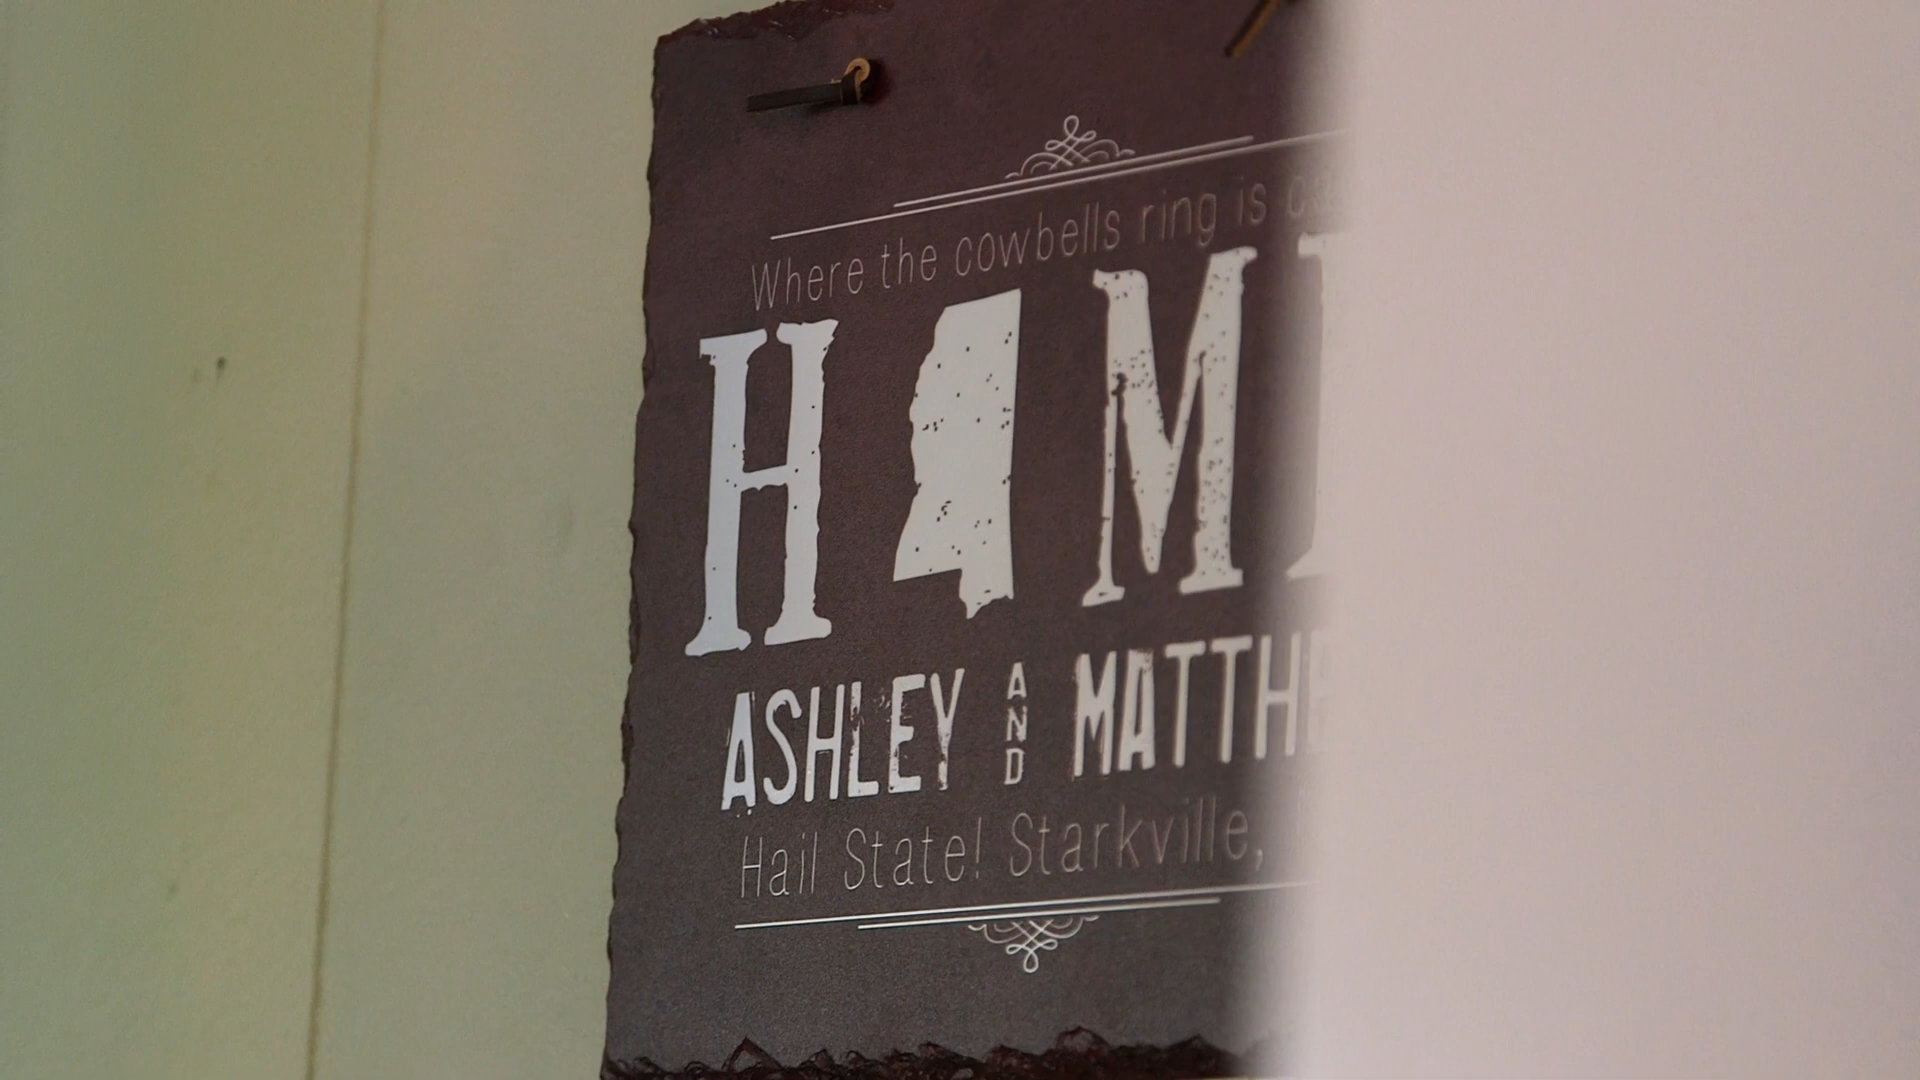 Where the cowbells ring is
H M
ASHLEY AND MATTH
Hail State! Starkville,